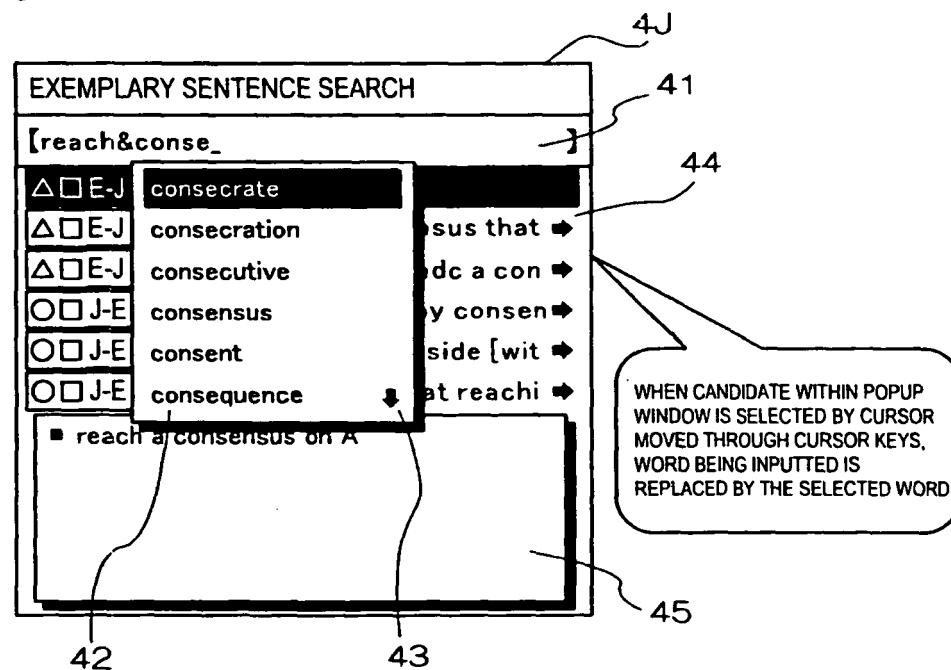 4J
EXEMPLARY SENTENCE SEARCH
41
[reach&conse_ ]
44
E-J consecrate
E-J consecration sus that
E-J consecutive adc a con
J-E consensus by consen
J-E consent side [wit
J-E consequence at reachi
reach a consensus on A
WHEN CANDIDATE WITHIN POPUP
WINDOW IS SELECTED BY CURSOR
MOVED THROUGH CURSOR KEYS,
WORD BEING INPUTTED IS
REPLACED BY THE SELECTED WORD
45
42 43